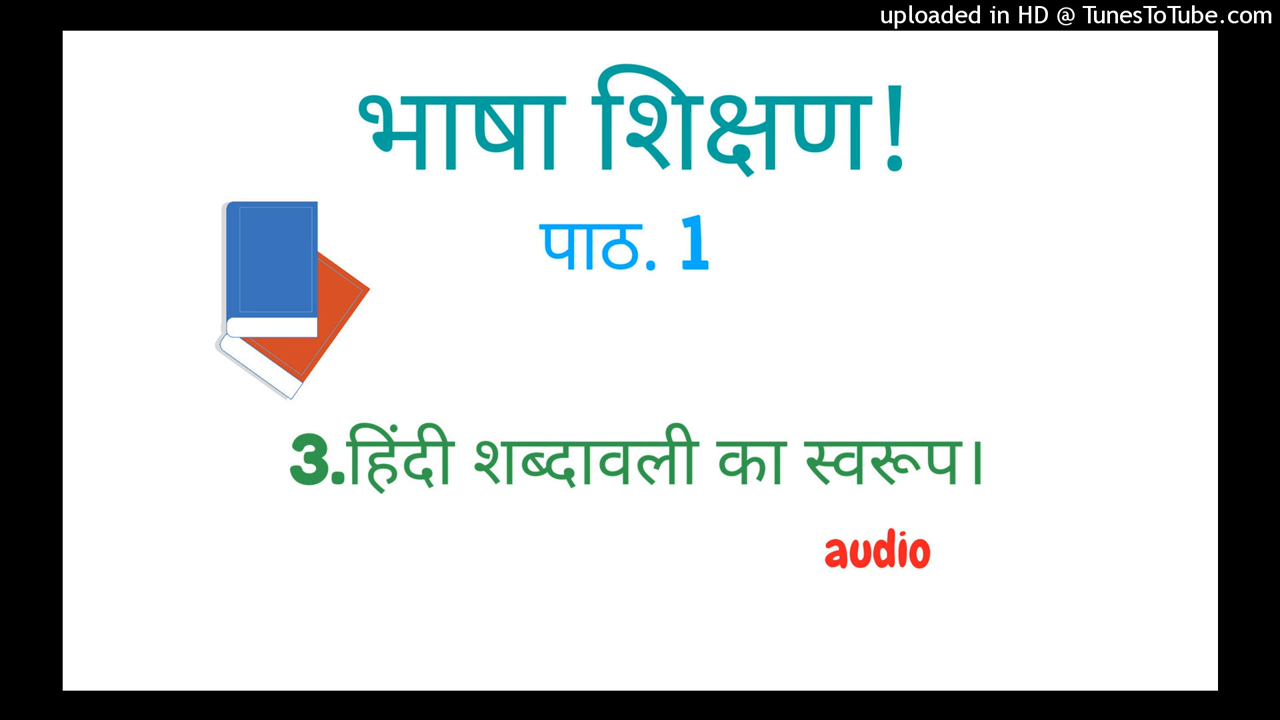 uploaded in HD @ TunesToTube.com
भाषा शिक्षण!
पाठ. 1
3.हिंदी शब्दावली का स्वरूप।
audio